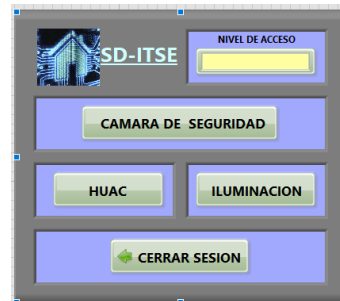 SD-ITSE
NIVEL DE ACCESO
CAMARA DE SEGURIDAD
HUAC
ILUMINACION
CERRAR SESION